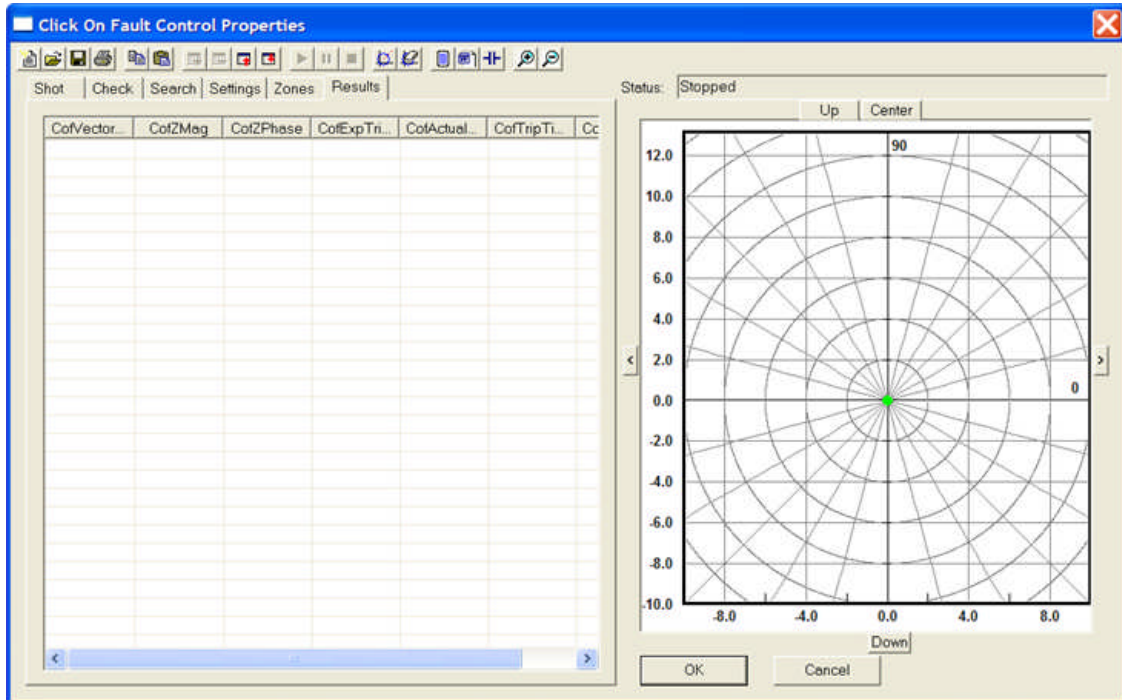 Click On Fault Control Properties
Shot Check Search Settings Zones Results
Status: Stopped
Up Center
CofVector... CofZMag CofZPhase CofExpTri... CofActual... CofTripTi... Co
90
12.0
10.0
8.0
6.0
4.0
2.0
< >
0
0.0
-2.0
-4.0
-6.0
-8.0
-10.0
-8.0 -4.0 0.0 4.0 8.0
Down
OK Cancel